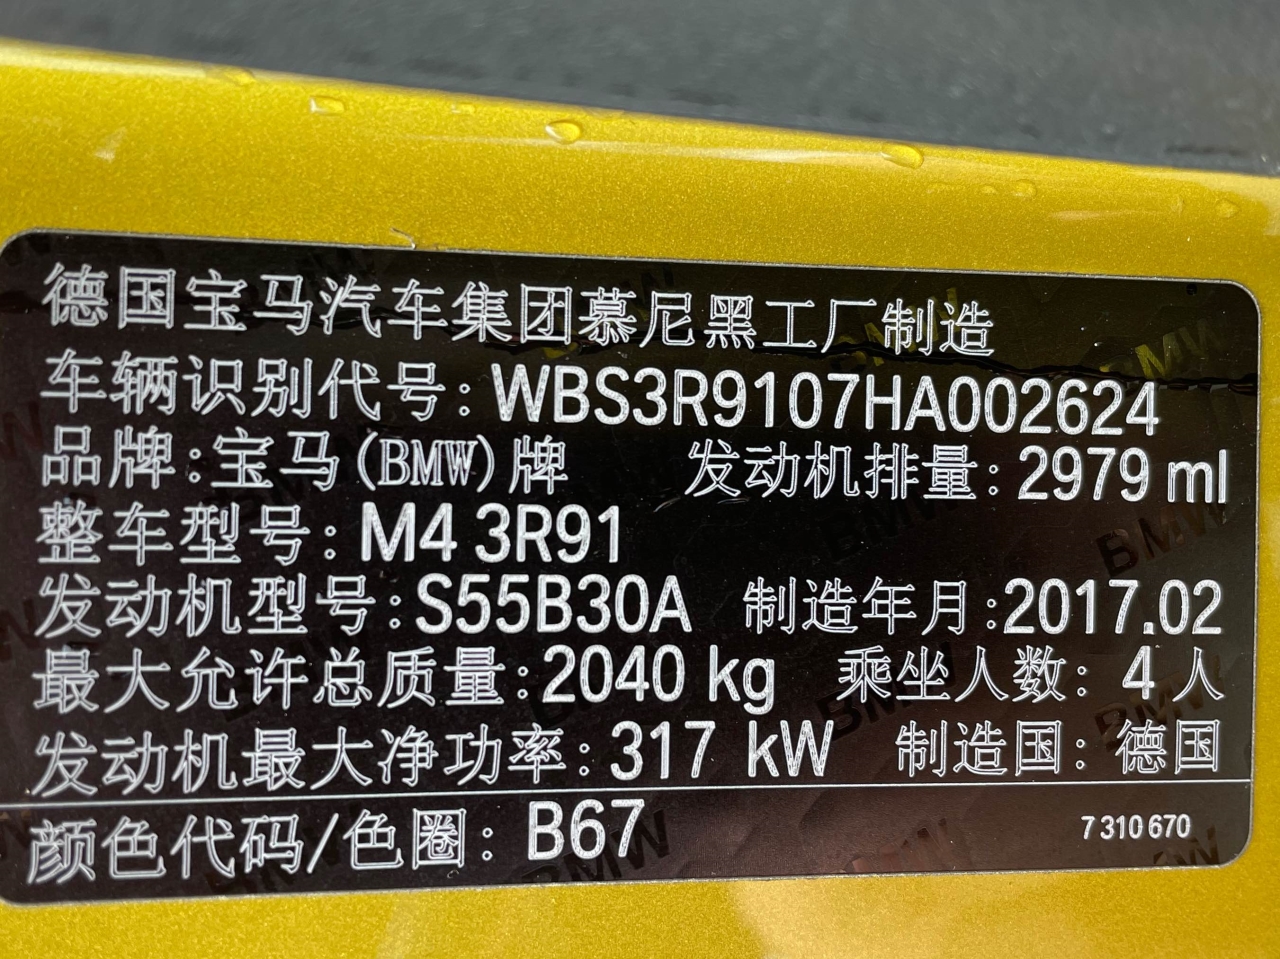 德国宝马汽车集团慕尼黑工厂制造
车辆识别代号: WBS3R9107HA002624
品牌:宝马(BMW)牌 发动机排量: 2979 ml
整车型号: M4 3R91
发动机型号: S55B30A 制造年月:2017.02
最大允许总质量: 2040 kg 乘坐人数: 4 人
发动机最大净功率: 317 kW 制造国: 德国
颜色代码/色圈: B67 7 310 670